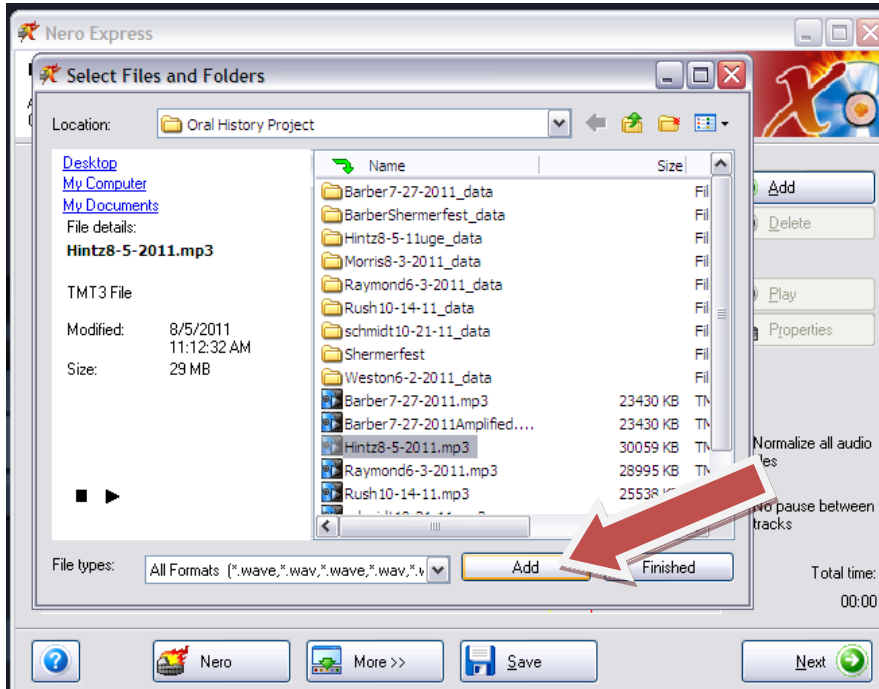 Nero Express
Select Files and Folders
Location: Oral History Project
Desktop
My Computer
My Documents
File details:
Hintz8-5-2011.mp3
TMT3 File
Modified: 8/5/2011
11:12:32 AM
Size: 29 MB
Name Size
Barber7-27-2011_data Fil
BarberShermerfest_data Fil
Hintz8-5-11uge_data Fil
Morris8-3-2011_data Fil
Raymond6-3-2011_data Fil
Rush10-14-11_data Fil
schmidt10-21-11_data Fil
Shermerfest Fil
Weston6-2-2011_data Fil
Barber7-27-2011.mp3 23430 KB TM
Barber7-27-2011Amplified.... 23430 KB TM
Hintz8-5-2011.mp3 30059 KB TM
Raymond6-3-2011.mp3 28995 KB TM
Rush10-14-11.mp3 25538
File types: All Formats (*.wave,*.wav,*.wave,*.wav,*.v
Add Finished
Add
Delete
Play
Properties
Normalize all audio
No pause between
tracks
Total time:
00:00
Nero More >> Save Next